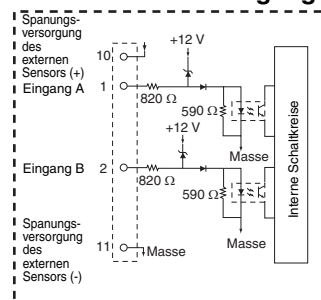 Spanungs-
versorgung
des
externen
Sensors (+)
10
+12 V
Eingang A
1
820 Ω
590 Ω
Masse
+12 V
Eingang B
2
820 Ω
590 Ω
Masse
Interne Schaltkreise
Spanungs-
versorgung
des
externen
Sensors (-)
11
Masse